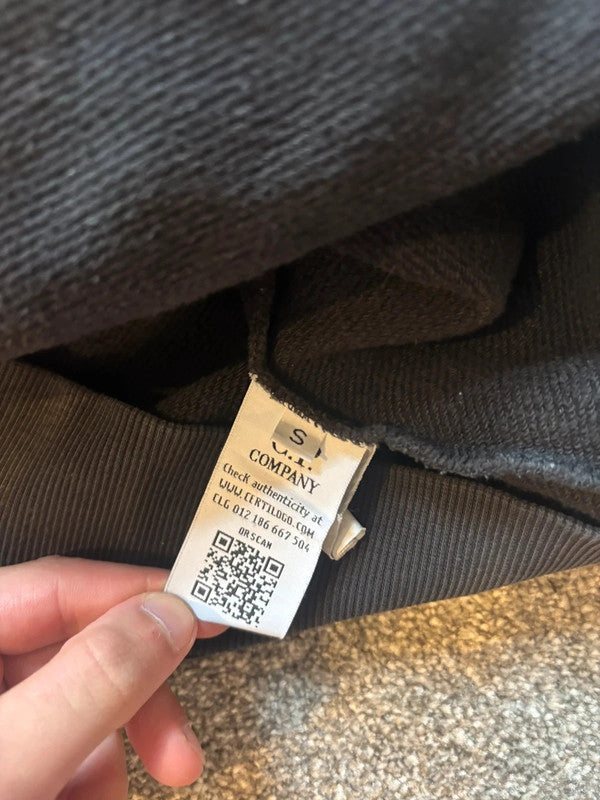 S
C.P.
COMPANY
Check authenticity at
WWW.CERTILOGO.COM
CLG 012 186 667 504
OR SCAN